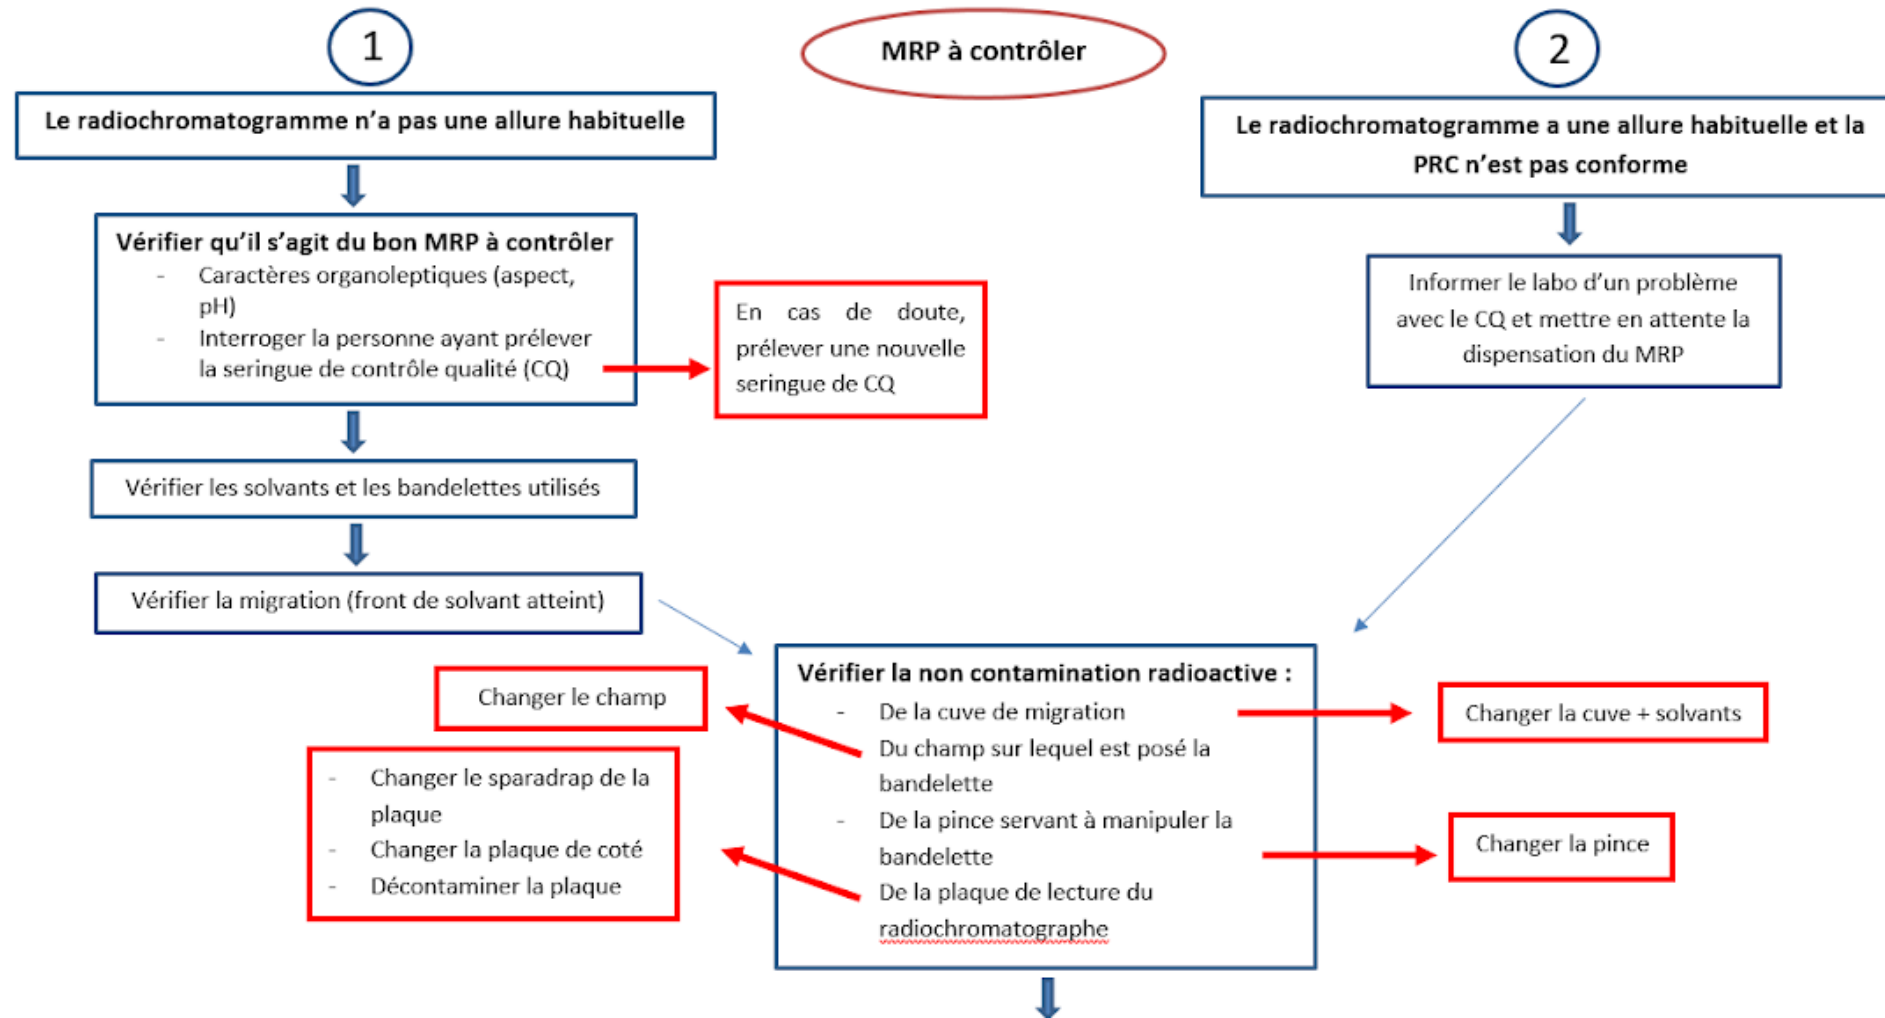 1
MRP à contrôler
2
Le radiochromatogramme n'a pas une allure habituelle
Le radiochromatogramme a une allure habituelle et la
PRC n'est pas conforme
Vérifier qu'il s'agit du bon MRP à contrôler
- Caractères organoleptiques (aspect,
pH)
- Interroger la personne ayant prélever
la seringue de contrôle qualité (CQ)
En cas de doute,
prélever une nouvelle
seringue de CQ
Informer le labo d'un problème
avec le CQ et mettre en attente la
dispensation du MRP
Vérifier les solvants et les bandelettes utilisés
Vérifier la migration (front de solvant atteint)
Vérifier la non contamination radioactive :
- De la cuve de migration
Du champ sur lequel est posé la
bandelette
- De la pince servant à manipuler la
bandelette
De la plaque de lecture du
radiochromatographe
Changer le champ
- Changer le sparadrap de la
plaque
- Changer la plaque de coté
- Décontaminer la plaque
Changer la cuve + solvants
Changer la pince